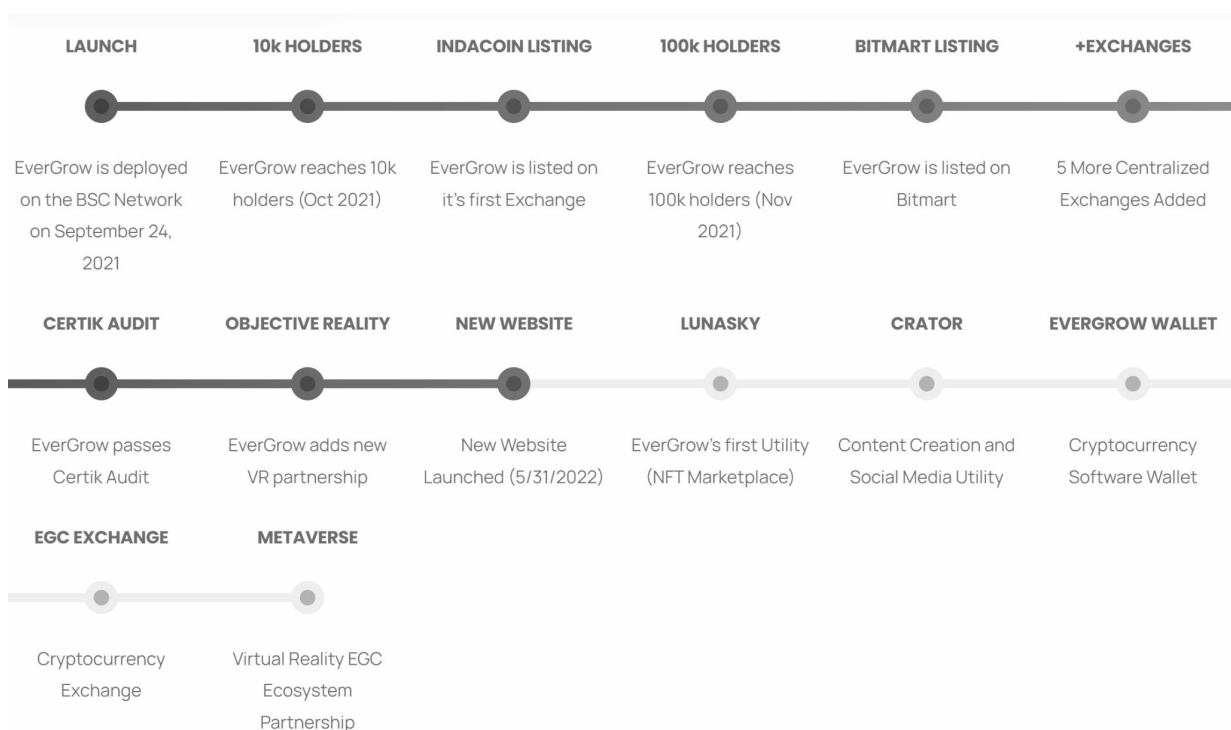 LAUNCH
10k HOLDERS
INDACOIN LISTING
100k HOLDERS
BITMART LISTING
+EXCHANGES
EverGrow is deployed
on the BSC Network
on September 24,
2021
EverGrow reaches 10k
holders (Oct 2021)
EverGrow is listed on
it's first Exchange
EverGrow reaches
100k holders (Nov
2021)
EverGrow is listed on
Bitmart
5 More Centralized
Exchanges Added
CERTIK AUDIT
OBJECTIVE REALITY
NEW WEBSITE
LUNASKY
CRATOR
EVERGROW WALLET
EverGrow passes
Certik Audit
EverGrow adds new
VR partnership
New Website
Launched (5/31/2022)
EverGrow's first Utility
(NFT Marketplace)
Content Creation and
Social Media Utility
Cryptocurrency
Software Wallet
EGC EXCHANGE
METAVERSE
Cryptocurrency
Exchange
Virtual Reality EGC
Ecosystem
Partnership